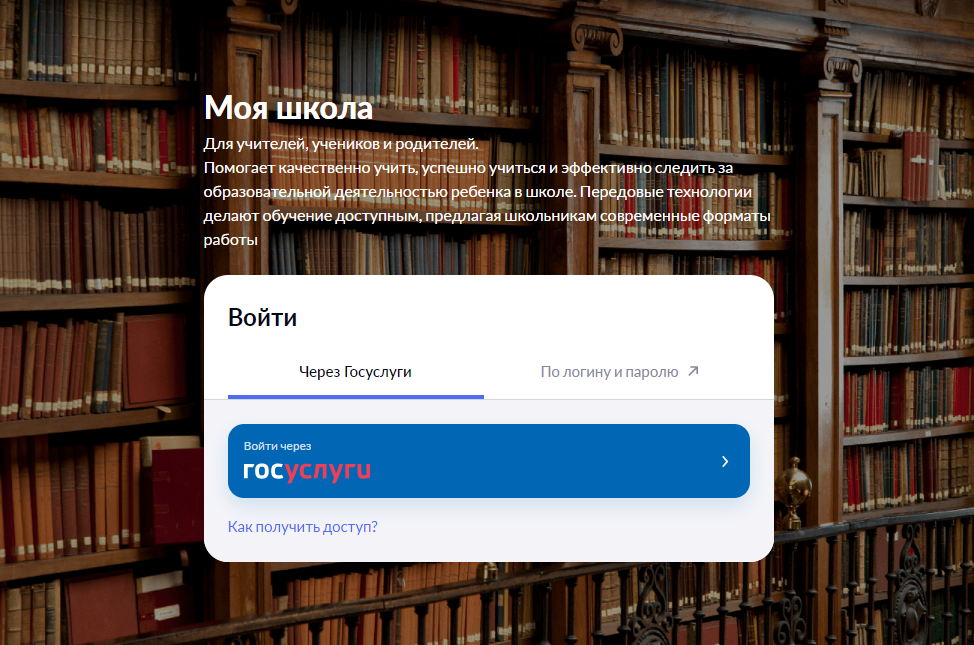 Моя школа
Для учителей, учеников и родителей.
Помогает качественно учить, успешно учиться и эффективно следить за
образовательной деятельностью ребенка в школе. Передовые технологии
делают обучение доступным, предлагая школьникам современные форматы
работы
Войти
Через Госуслуги
По логину и паролю
Войти через
госуслуги
Как получить доступ?